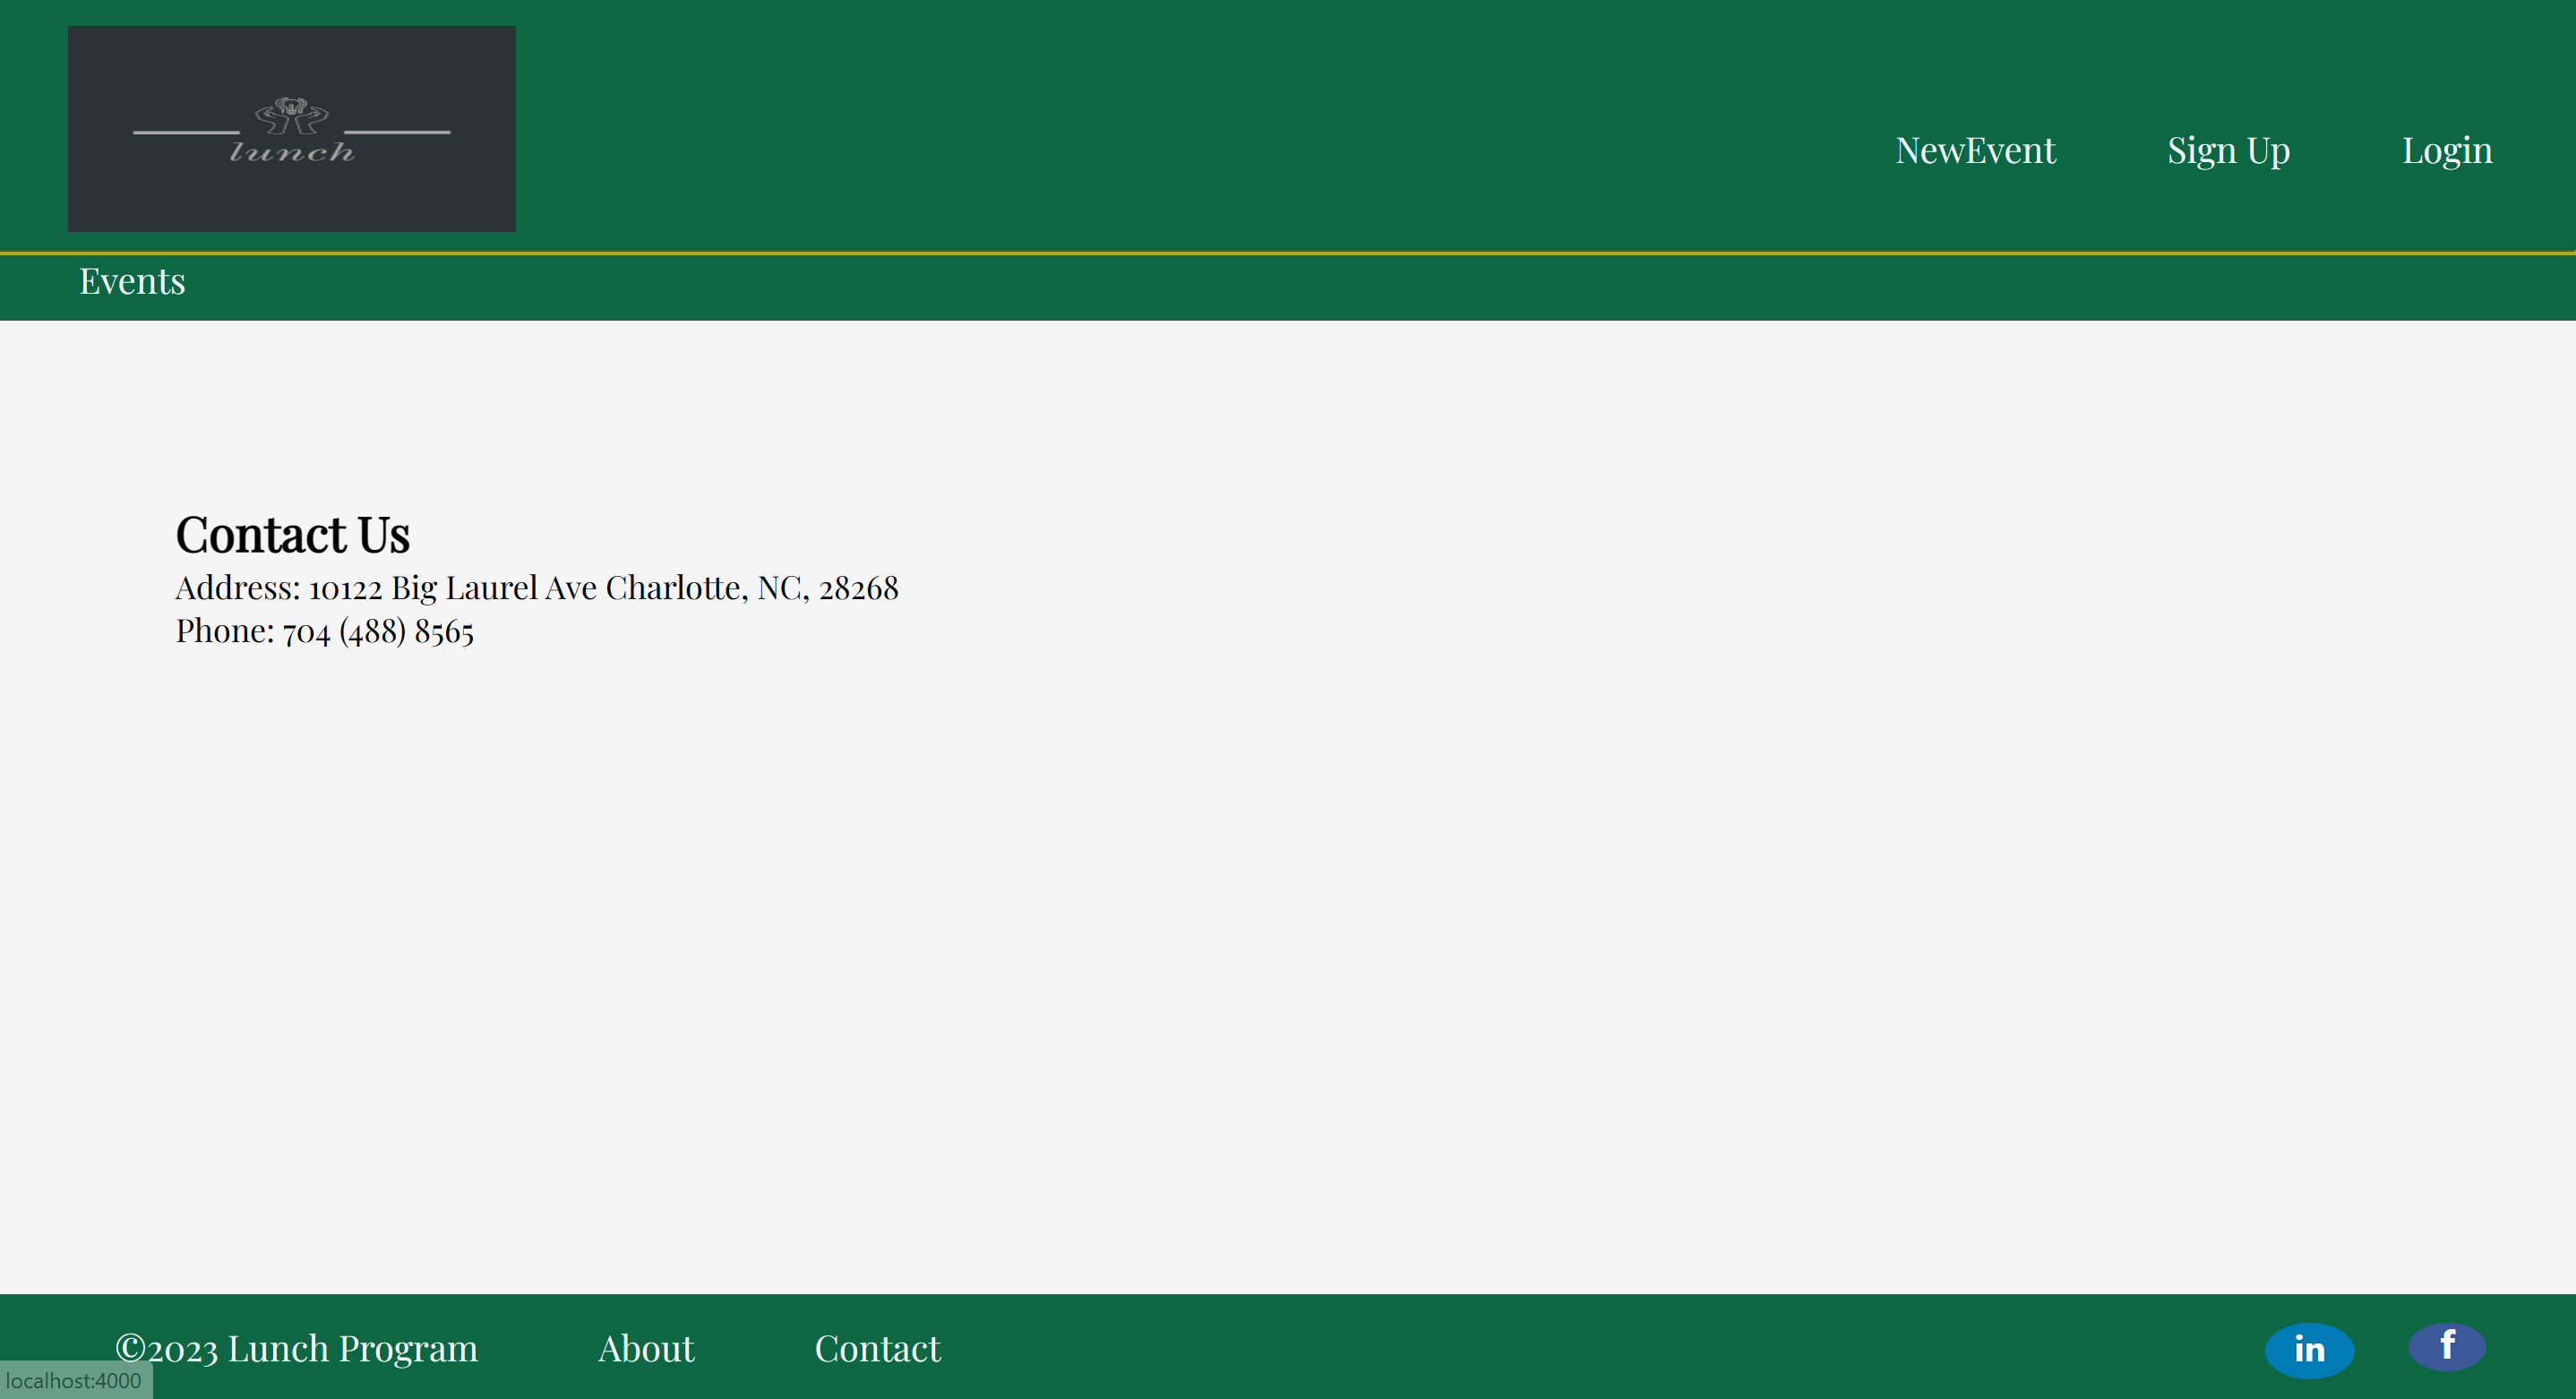 lunch
NewEvent Sign Up Login
Events
Contact Us
Address: 10122 Big Laurel Ave Charlotte, NC, 28268
Phone: 704 (488) 8565
©2023 Lunch Program About Contact
in f
localhost:4000